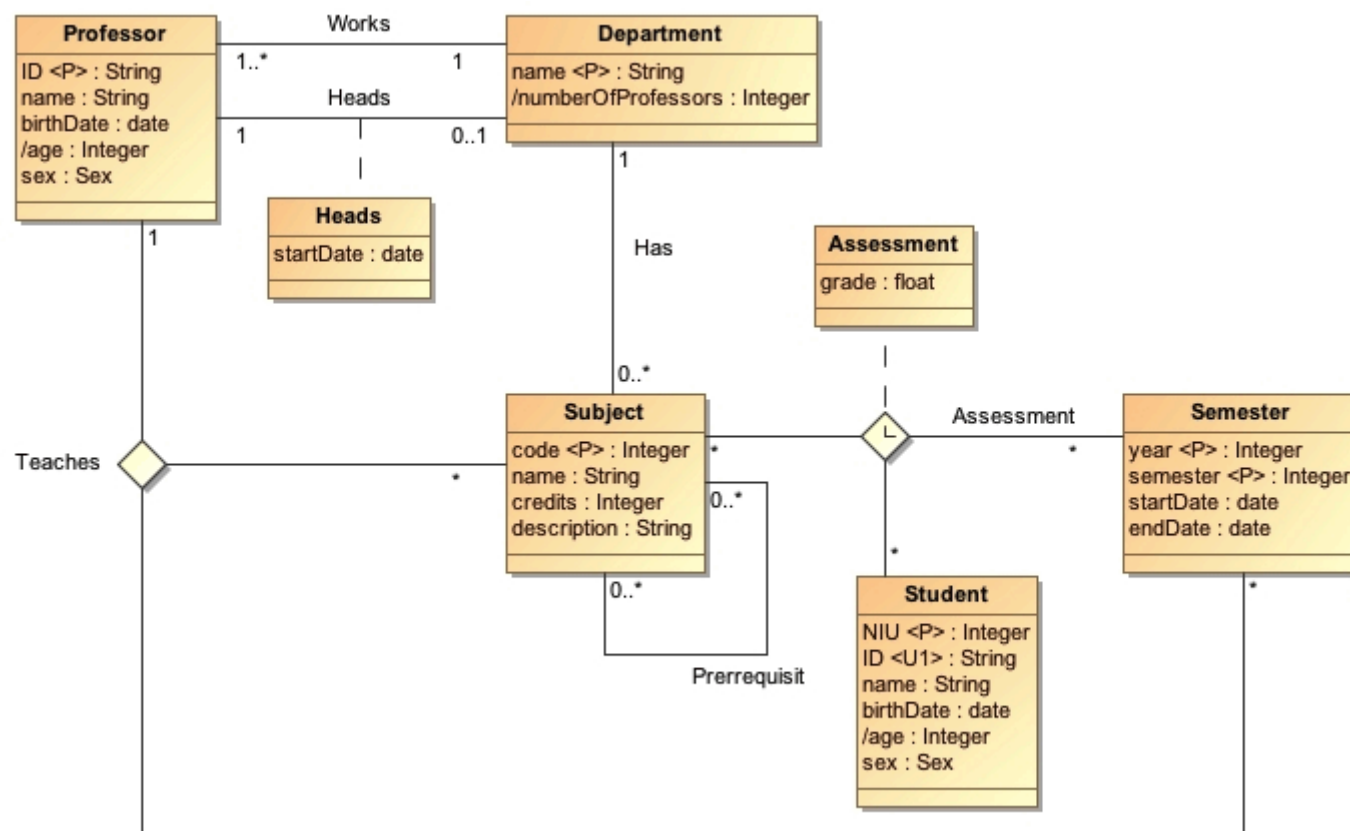 Professor
ID <P> : String
name : String
birthDate : date
/age : Integer
sex : Sex
Works
1..*
1
Heads
1
0..1
Department
name <P> : String
/numberOfProfessors : Integer
Heads
startDate : date
1
1
Has
0..*
Assessment
grade : float
Teaches
*
Subject
code <P> : Integer
name : String
credits : Integer
description : String
*
Assessment
*
Semester
year <P> : Integer
semester <P> : Integer
startDate : date
endDate : date
0..*
0..*
Prerrequisit
*
*
Student
NIU <P> : Integer
ID <U1> : String
name : String
birthDate : date
/age : Integer
sex : Sex